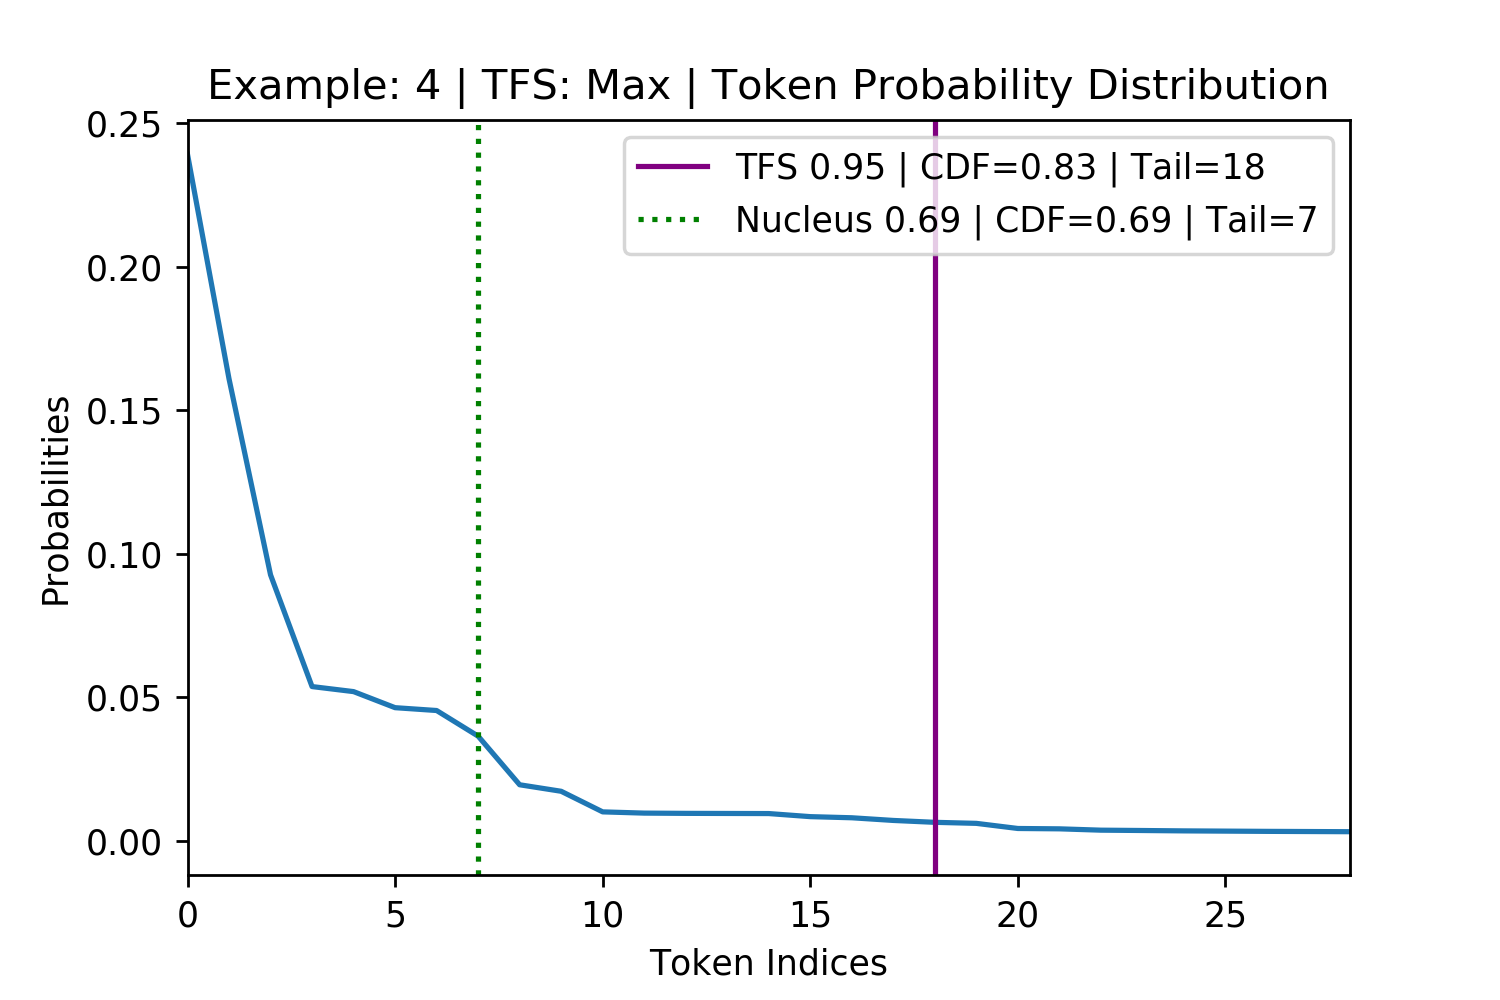 Example: 4 | TFS: Max | Token Probability Distribution
0.25
0.20
0.15
0.10
0.05
0.00
Probabilities
TFS 0.95 | CDF=0.83 | Tail=18
Nucleus 0.69 | CDF=0.69 | Tail=7
0 5 10 15 20 25
Token Indices